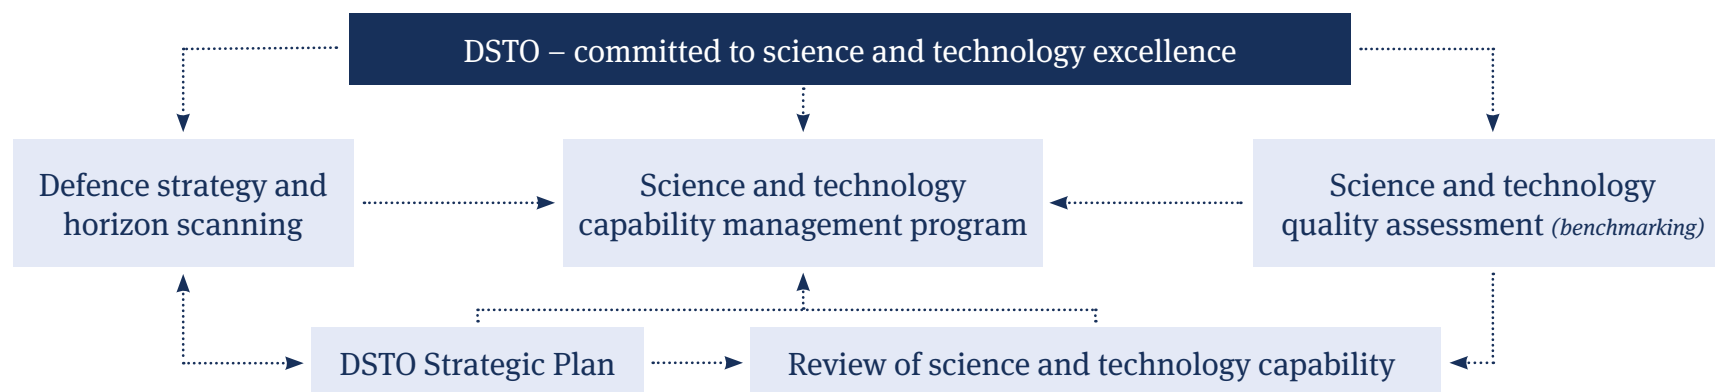 DSTO – committed to science and technology excellence
Defence strategy and
horizon scanning
Science and technology
capability management program
Science and technology
quality assessment (benchmarking)
DSTO Strategic Plan
Review of science and technology capability